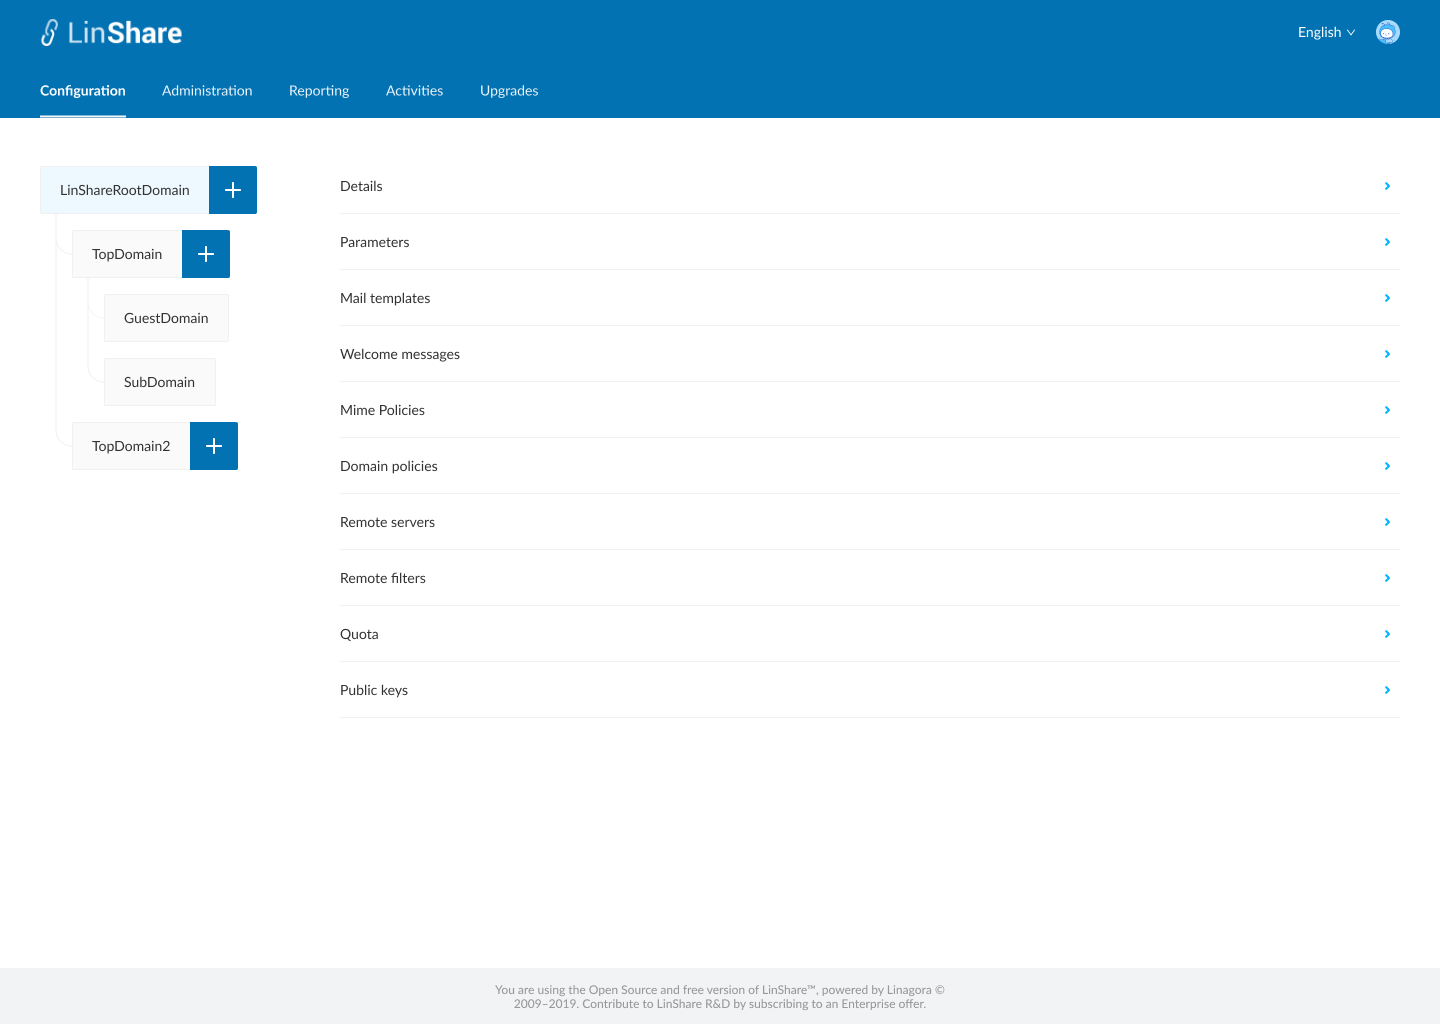 LinShare
English
Configuration
Administration
Reporting
Activities
Upgrades
LinShareRootDomain
TopDomain
GuestDomain
SubDomain
TopDomain2
Details
Parameters
Mail templates
Welcome messages
Mime Policies
Domain policies
Remote servers
Remote filters
Quota
Public keys
You are using the Open Source and free version of LinShare™, powered by Linagora ©
2009–2019. Contribute to LinShare R&D by subscribing to an Enterprise offer.